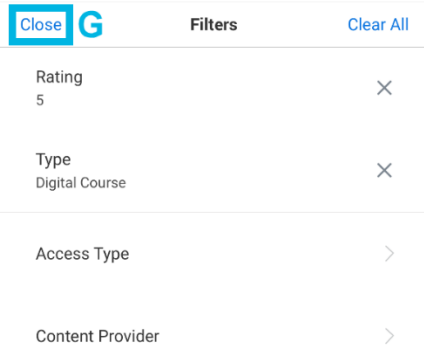 Close G Filters Clear All
Rating
5
Type
Digital Course
Access Type
Content Provider